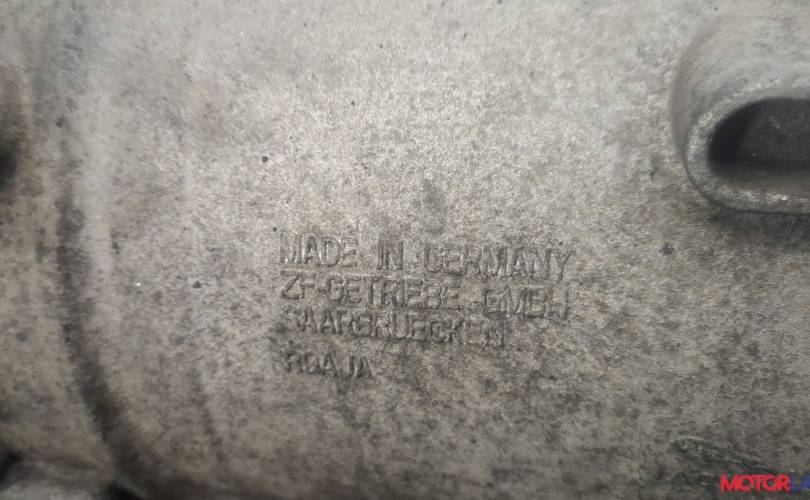 MADE IN GERMANY
ZF-GETRIEBE GMBH
SAARBRUECKEN
MOTOR